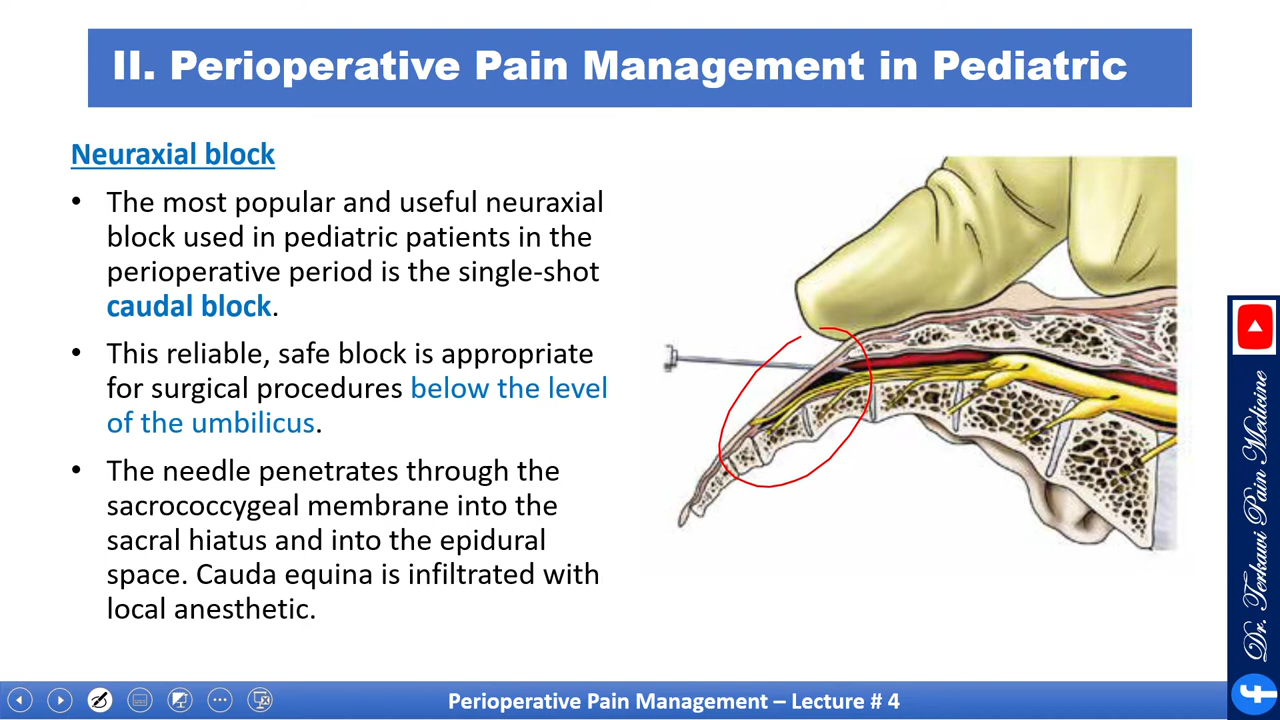 II. Perioperative Pain Management in Pediatric
Neuraxial block
• The most popular and useful neuraxial
block used in pediatric patients in the
perioperative period is the single-shot
caudal block.
• This reliable, safe block is appropriate
for surgical procedures below the level
of the umbilicus.
• The needle penetrates through the
sacrococcygeal membrane into the
sacral hiatus and into the epidural
space. Cauda equina is infiltrated with
local anesthetic.
Dr. Terkawi Pain Medicine
Perioperative Pain Management – Lecture # 4